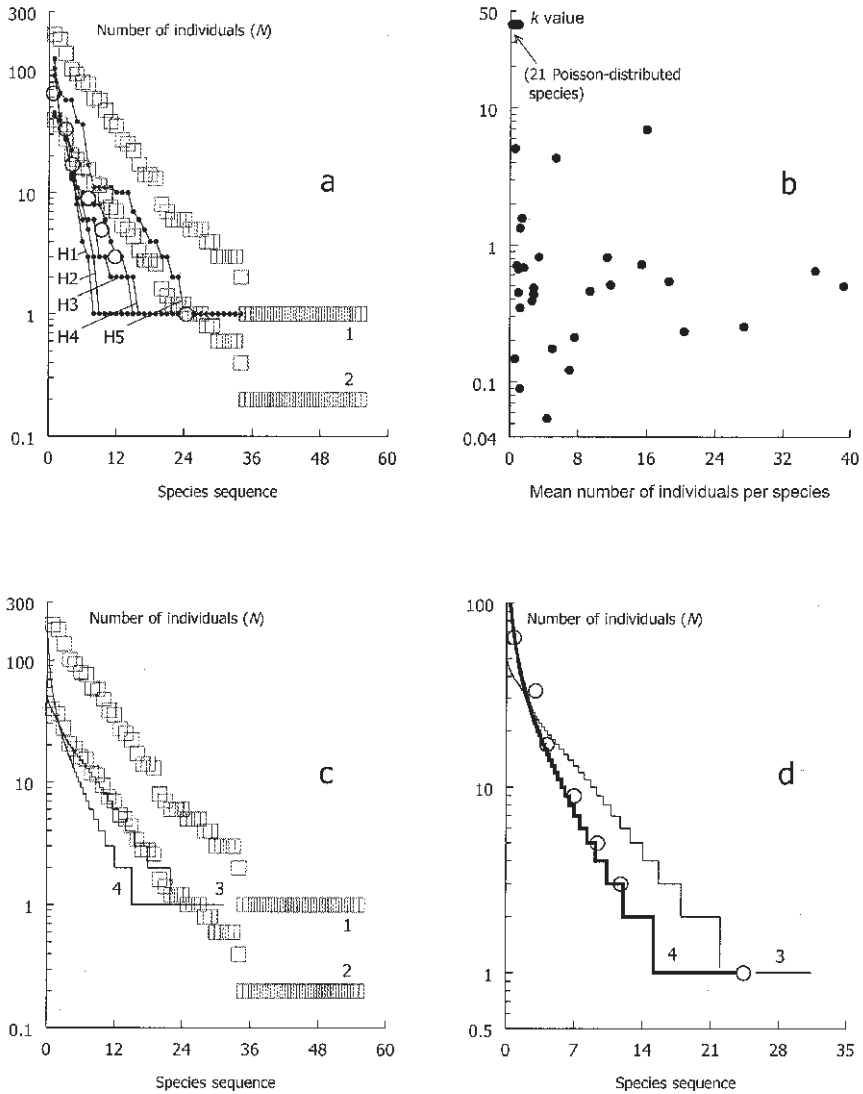 300
Number of individuals (N)
100
10
1
0.1
a
H1
H2
H3
H4
H5
1
2
0
12
24
36
48
60
Species sequence
50
k value
(21 Poisson-distributed
species)
10
1
0.1
0.04
b
0
8
16
24
32
40
Mean number of individuals per species
300
Number of individuals (N)
100
10
1
0.1
c
4
3
1
2
0
12
24
36
48
60
Species sequence
100
Number of individuals (N)
10
1
0.5
d
4
3
0
7
14
21
28
35
Species sequence